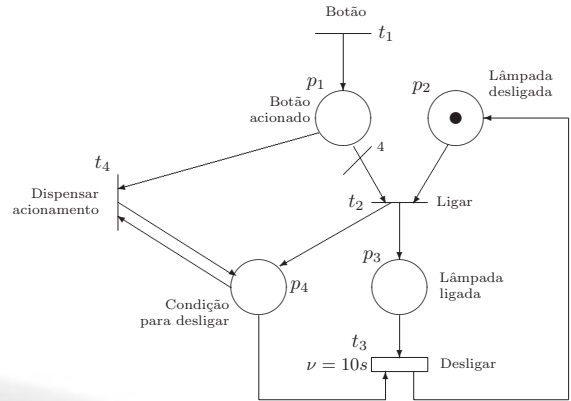 Botão
t₁
p₁
p₂
Lâmpada
desligada
Botão
acionado
4
t₄
Dispensar
acionamento
t₂
Ligar
p₃
p₄
Lâmpada
ligada
Condição
para desligar
t₃
ν = 10s
Desligar